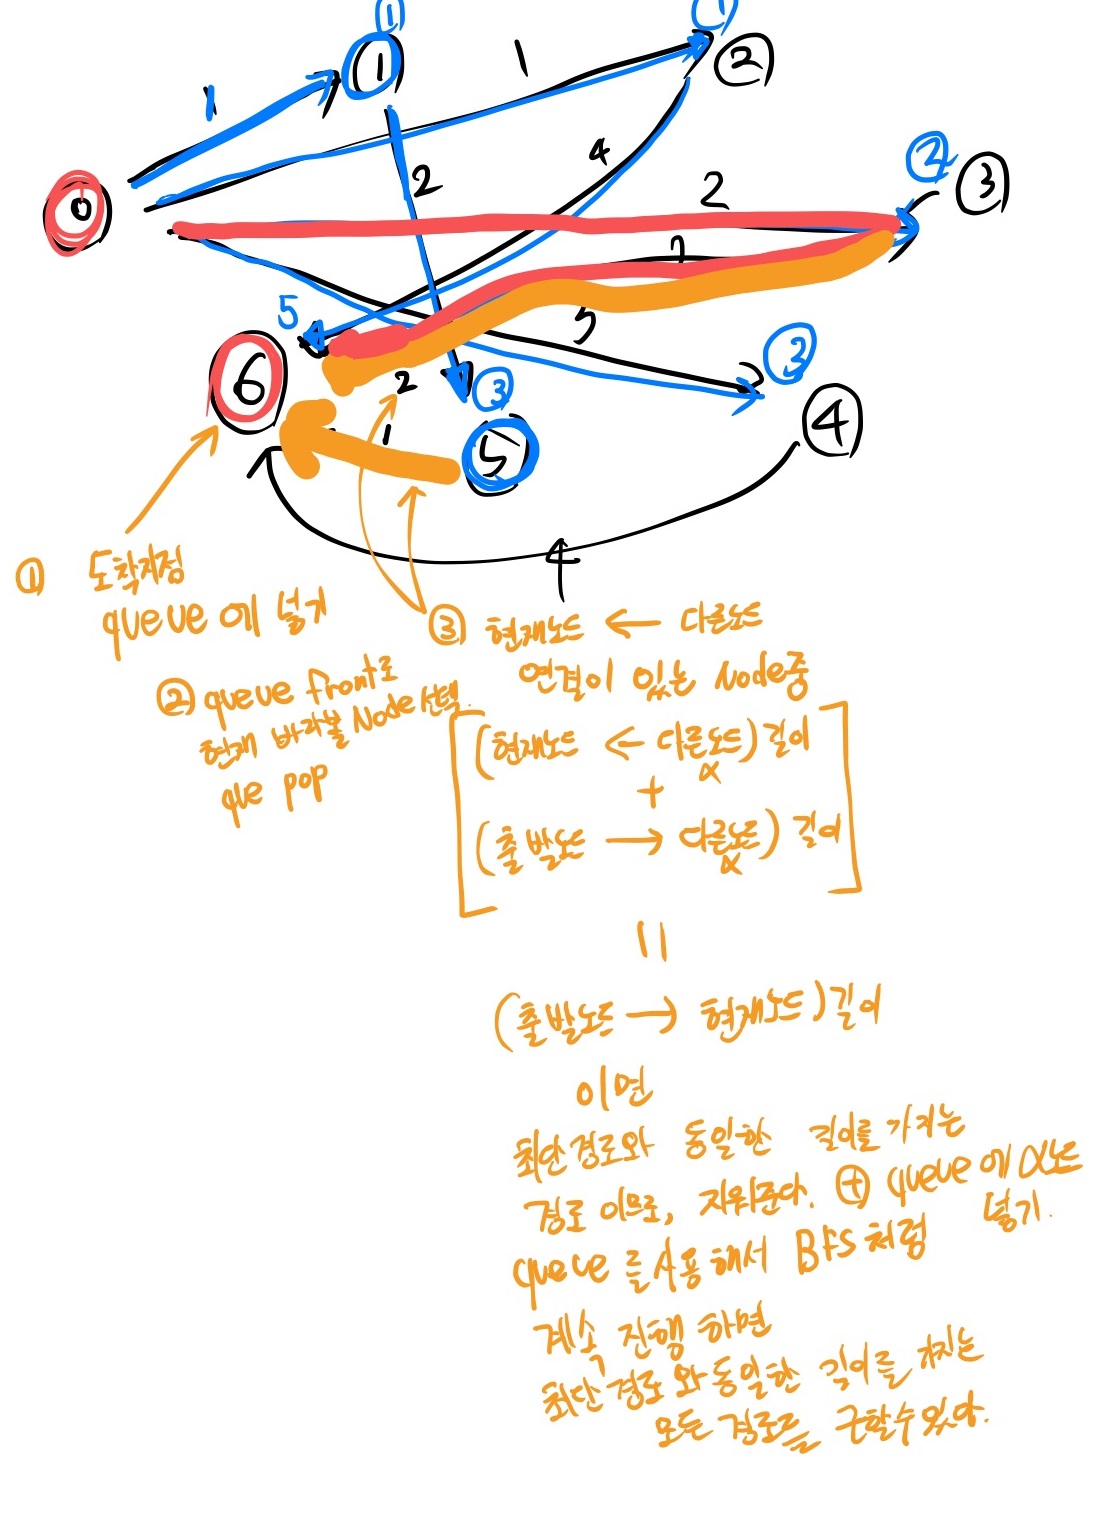 ①
①
①
②
1
1
④
2
2
②
③
0
2
5
3
③
6
2
③
④
1
5
4
① 도착지점
queue에 넣기
② queue front로
현재 바라볼 Node 선택.
que pop
③ 현재노드 ← 다른노드
연결이 있는 Node중
(현재노드 ← 다른노드) 길이
α
+
(출발노드 → 다른노드) 길이
α
=
(출발노드 → 현재노드) 길이
이면
최단경로와 동일한 길이를 가지는
경로 이므로, 지워준다. ⊕ queue에 α노드
넣기.
queue를 사용해서 BFS처럼
계속 진행하면
최단경로와 동일한 길이를 가지는
모든 경로를 구할수있다.